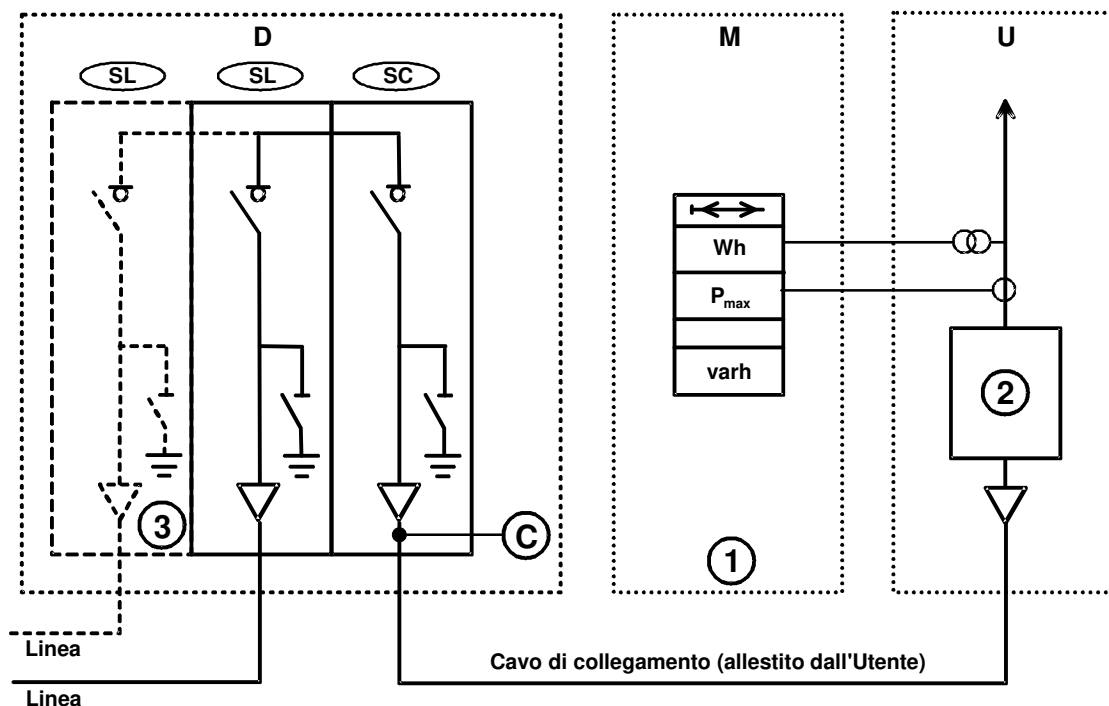 D
M
U
SL
SL
SC
Wh
Pmax
varh
2
3
C
1
Linea
Cavo di collegamento (allestito dall'Utente)
Linea